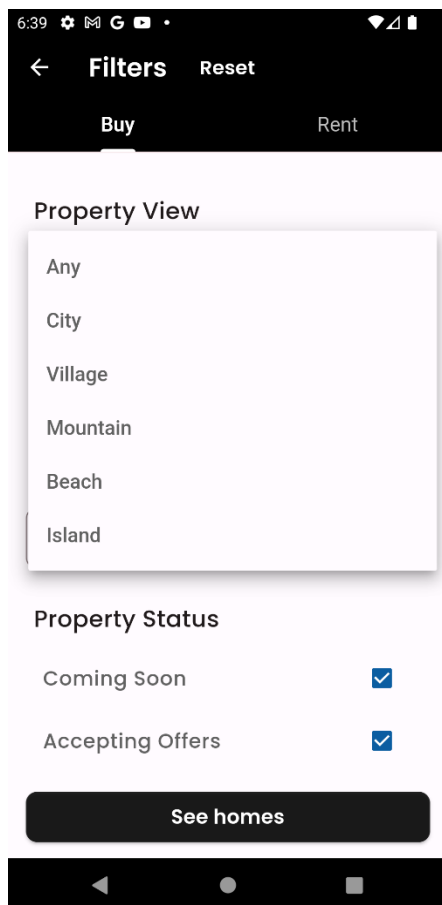 6:39
Filters Reset
Buy Rent
Property View
Any
City
Village
Mountain
Beach
Island
Property Status
Coming Soon
Accepting Offers
See homes